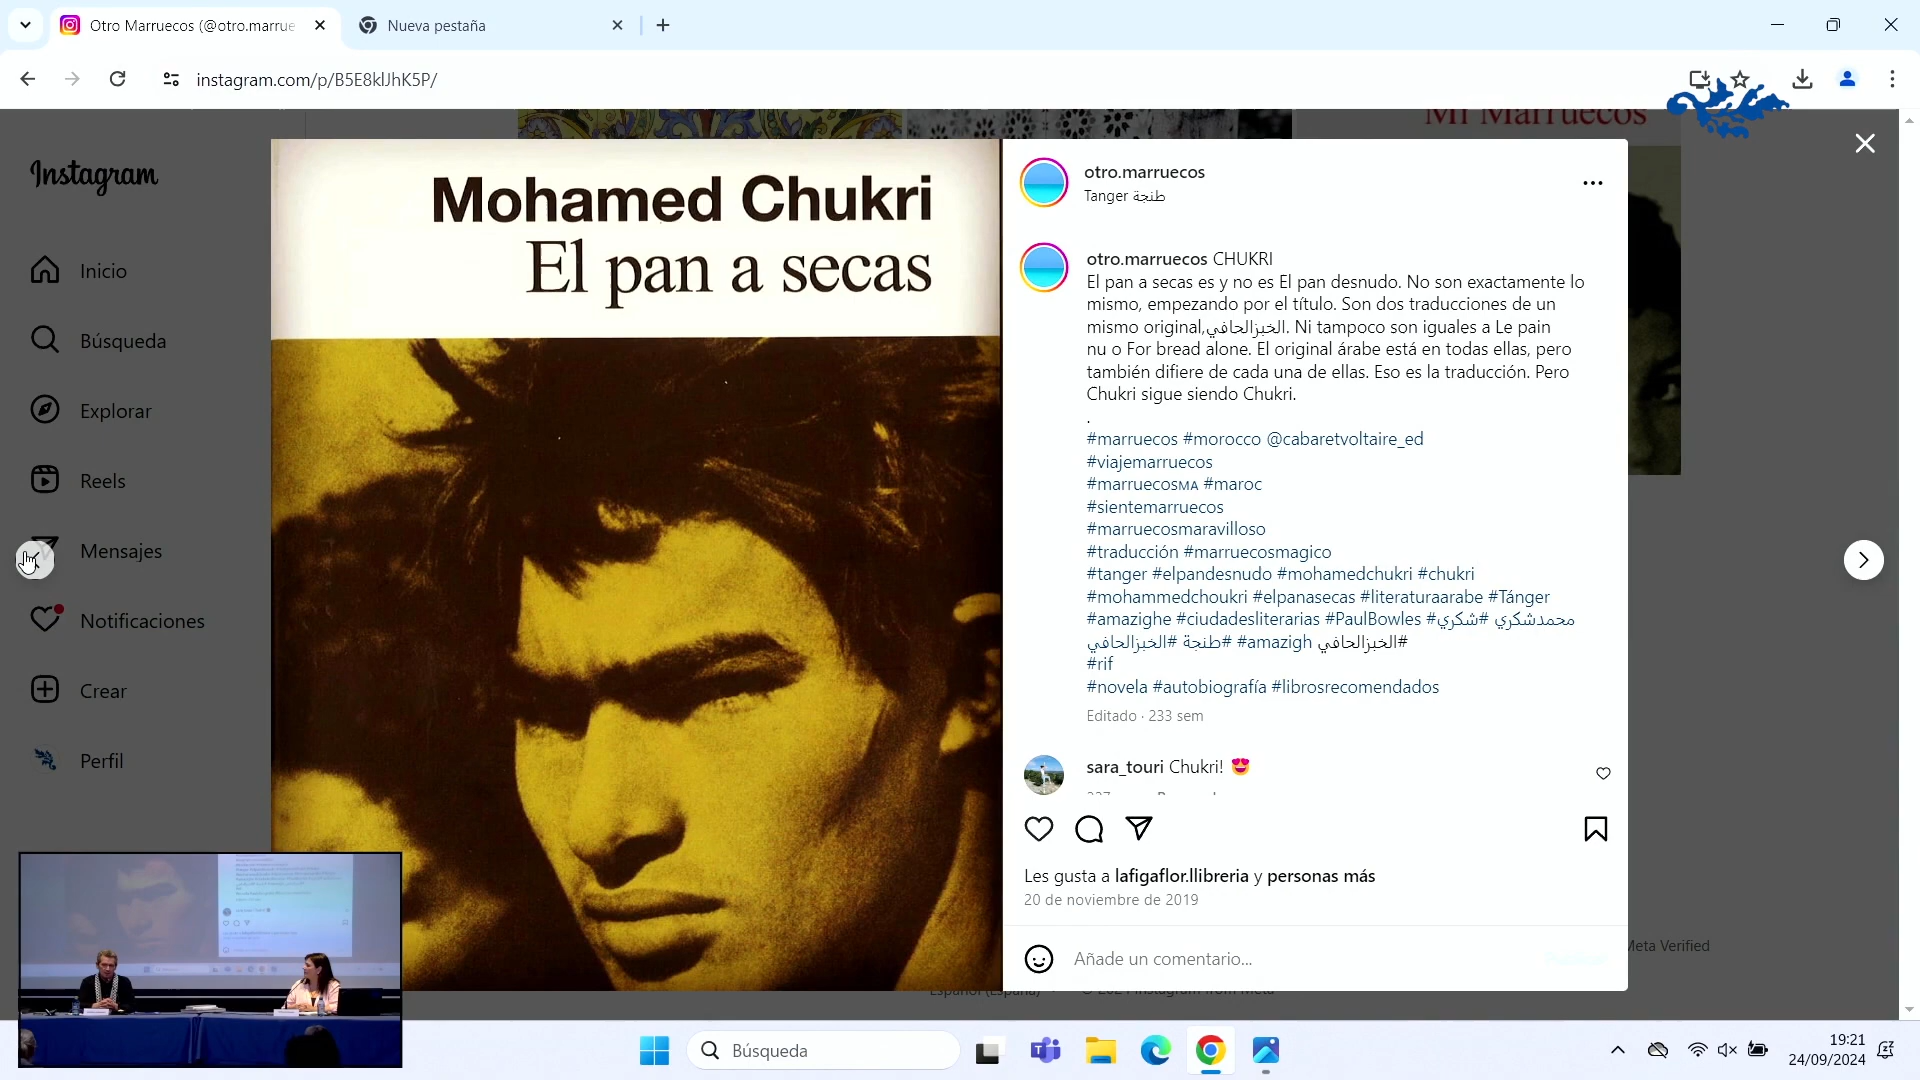 Otro Marruecos (@otro.marrue
Nueva pestaña
instagram.com/p/B5E8klJhK5P/
Mi Marruecos
Instagram
Inicio
Búsqueda
Explorar
Reels
Mensajes
Notificaciones
Crear
Perfil
Mohamed Chukri
El pan a secas
otro.marruecos
Tanger طنجة
otro.marruecos CHUKRI
El pan a secas es y no es El pan desnudo. No son exactamente lo
mismo, empezando por el título. Son dos traducciones de un
mismo original,الخبزالحافي. Ni tampoco son iguales a Le pain
nu o For bread alone. El original árabe está en todas ellas, pero
también difiere de cada una de ellas. Eso es la traducción. Pero
Chukri sigue siendo Chukri.
.
#marruecos #morocco @cabaretvoltaire_ed
#viajemarruecos
#marruecosᴍᴀ #maroc
#sientemarruecos
#marruecosmaravilloso
#traducción #marruecosmagico
#tanger #elpandesnudo #mohamedchukri #chukri
#mohammedchoukri #elpanasecas #literaturaarabe #Tánger
#amazighe #ciudadesliterarias #PaulBowles #محمدشكري #شكري
#الخبزالحافي #طنجة #amazigh #الخبزالحافي
#rif
#novela #autobiografía #librosrecomendados
Editado · 233 sem
sara_touri Chukri! 😍
Les gusta a lafigaflor.llibreria y personas más
20 de noviembre de 2019
Añade un comentario...
Meta Verified
Búsqueda
19:21
24/09/2024